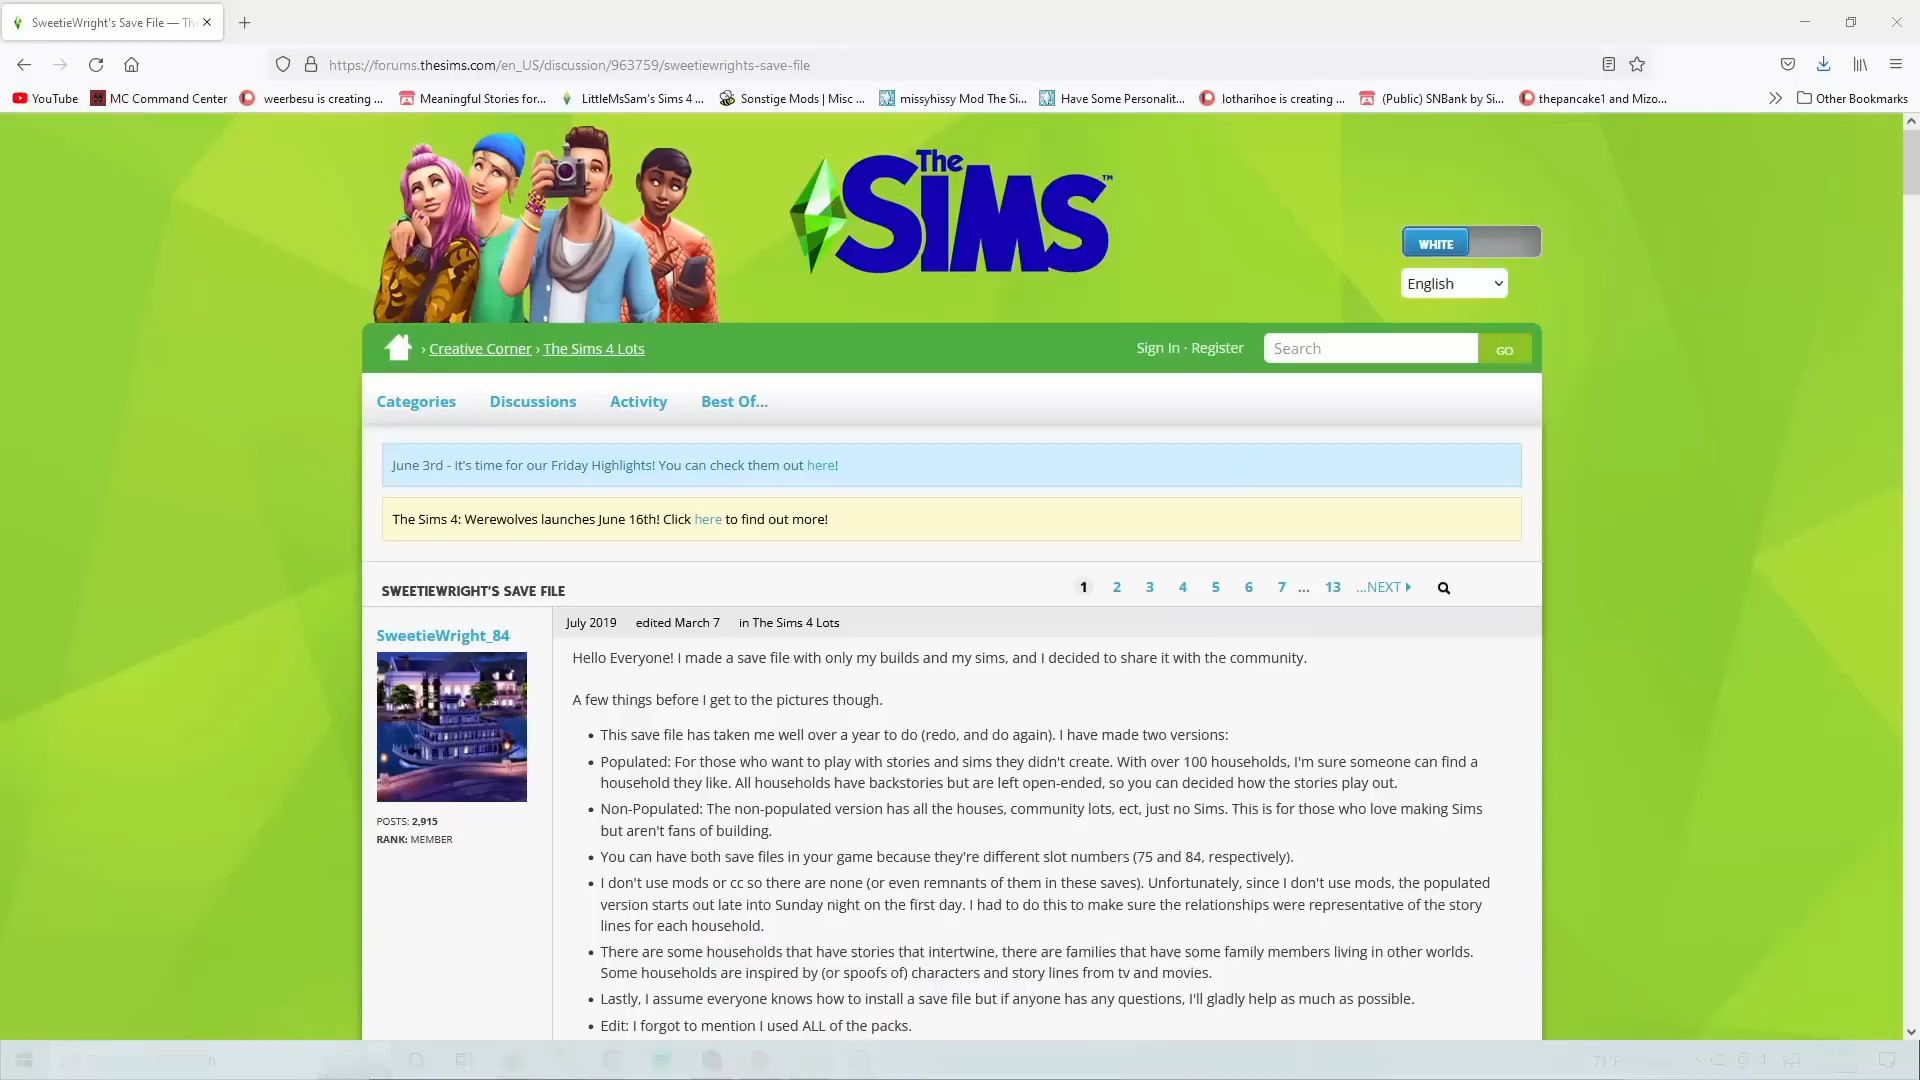 SweetieWright's Save File — Th
https://forums.thesims.com/en_US/discussion/963759/sweetiewrights-save-file
YouTube MC Command Center weerbesu is creating ... Meaningful Stories for... LittleMsSam's Sims 4 ... Sonstige Mods | Misc ... missyhissy Mod The Si... Have Some Personalit... lotharihoe is creating ... (Public) SNBank by Si... thepancake1 and Mizo... Other Bookmarks
The SiMS™
WHITE
English
› Creative Corner › The Sims 4 Lots Sign In · Register Search GO
Categories Discussions Activity Best Of...
June 3rd - It's time for our Friday Highlights! You can check them out here!
The Sims 4: Werewolves launches June 16th! Click here to find out more!
SWEETIEWRIGHT'S SAVE FILE 1 2 3 4 5 6 7 ... 13 ...NEXT
SweetieWright_84
POSTS: 2,915
RANK: MEMBER
July 2019 edited March 7 in The Sims 4 Lots
Hello Everyone! I made a save file with only my builds and my sims, and I decided to share it with the community.
A few things before I get to the pictures though.
• This save file has taken me well over a year to do (redo, and do again). I have made two versions:
• Populated: For those who want to play with stories and sims they didn't create. With over 100 households, I'm sure someone can find a
household they like. All households have backstories but are left open-ended, so you can decided how the stories play out.
• Non-Populated: The non-populated version has all the houses, community lots, ect, just no Sims. This is for those who love making Sims
but aren't fans of building.
• You can have both save files in your game because they're different slot numbers (75 and 84, respectively).
• I don't use mods or cc so there are none (or even remnants of them in these saves). Unfortunately, since I don't use mods, the populated
version starts out late into Sunday night on the first day. I had to do this to make sure the relationships were representative of the story
lines for each household.
• There are some households that have stories that intertwine, there are families that have some family members living in other worlds.
Some households are inspired by (or spoofs of) characters and story lines from tv and movies.
• Lastly, I assume everyone knows how to install a save file but if anyone has any questions, I'll gladly help as much as possible.
• Edit: I forgot to mention I used ALL of the packs.
71°F